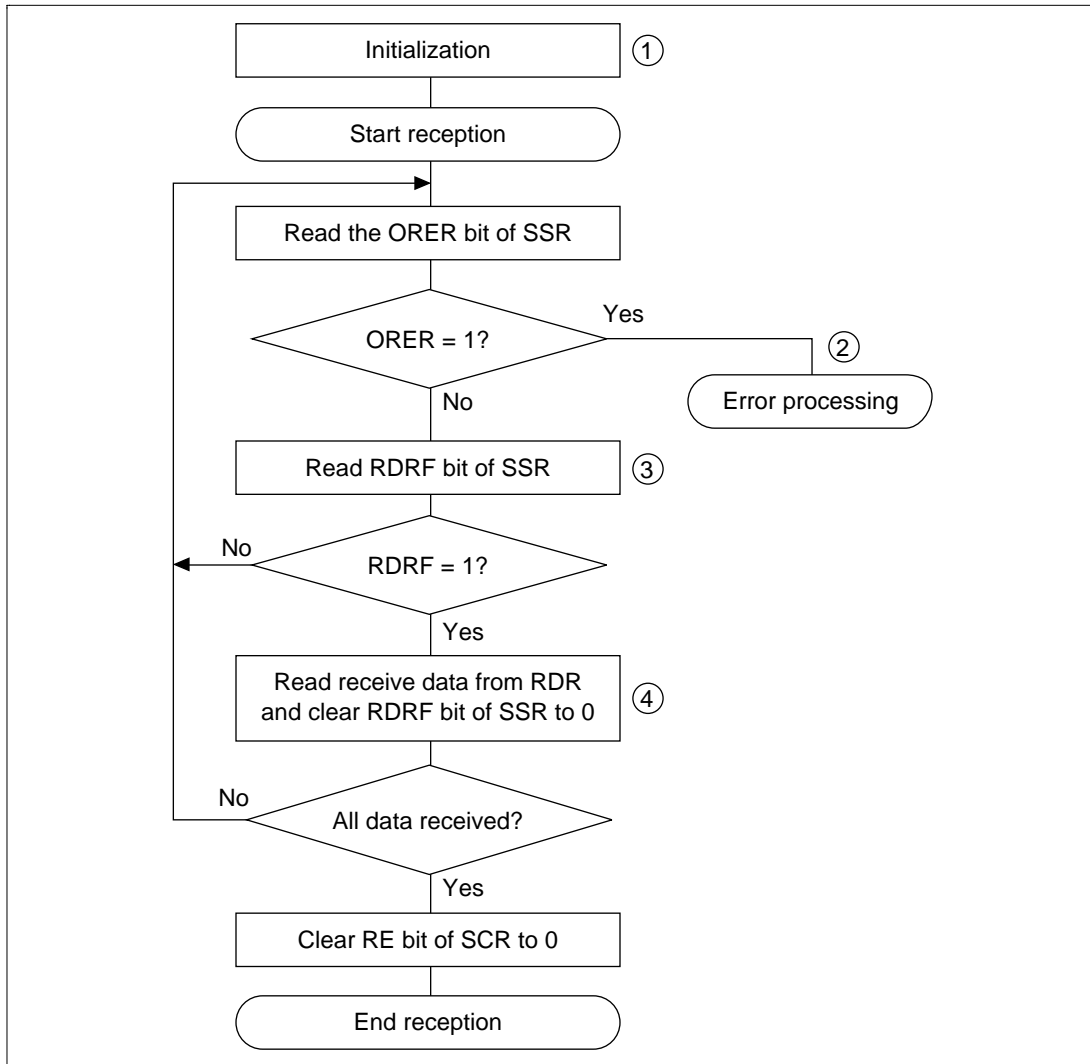 Initialization
1
Start reception
Read the ORER bit of SSR
ORER = 1?
Yes
2
Error processing
No
Read RDRF bit of SSR
3
No
RDRF = 1?
Yes
Read receive data from RDR
and clear RDRF bit of SSR to 0
4
No
All data received?
Yes
Clear RE bit of SCR to 0
End reception